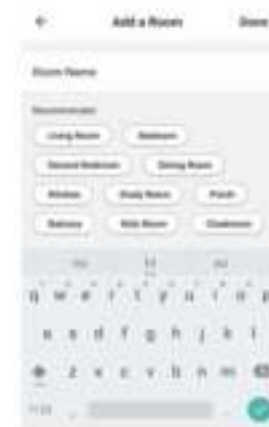 Add a Room Done
Room Name
Recommended
Living Room Bedroom
Second Bedroom Dining Room
Kitchen Study Room Porch
Balcony Kids Room Cloakroom
q w e r t y u i o p
a s d f g h j k l
z x c v b n m